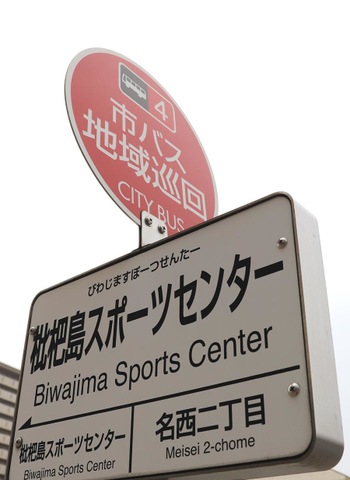 4
市バス
地域巡回
CITY BUS
びわじますぽーつせんたー
枇杷島スポーツセンター
Biwajima Sports Center
枇杷島スポーツセンター
Biwajima Sports Center
名西二丁目
Meisei 2-chome